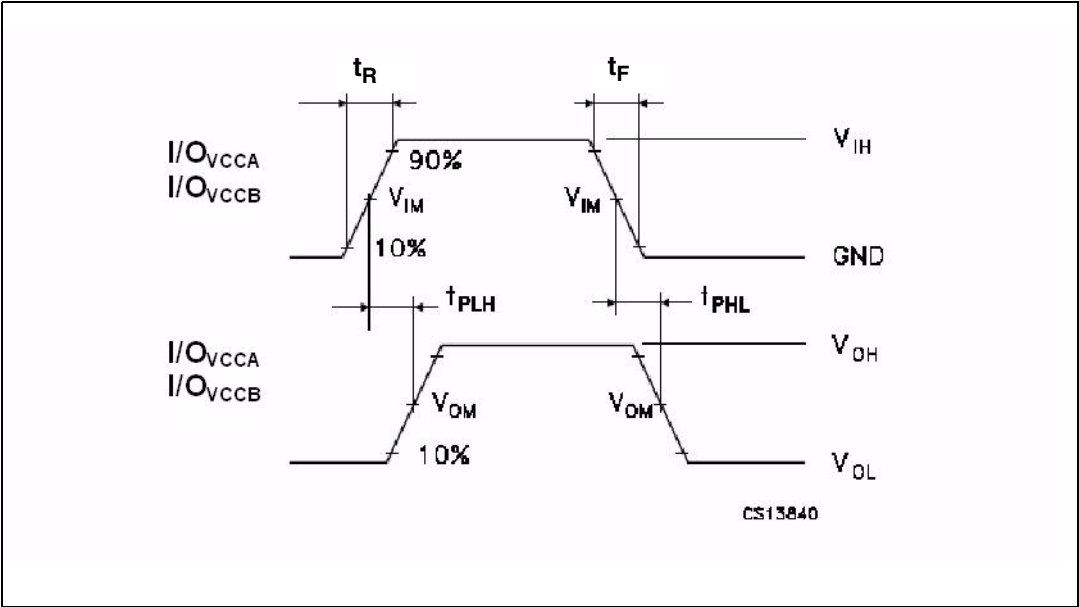 tR tF
I/OVCCA
I/OVCCB
90%
VIM VIM
10%
VIH
GND
tPLH tPHL
I/OVCCA
I/OVCCB
VOH
VOM VOM
10%
VOL
CS13840